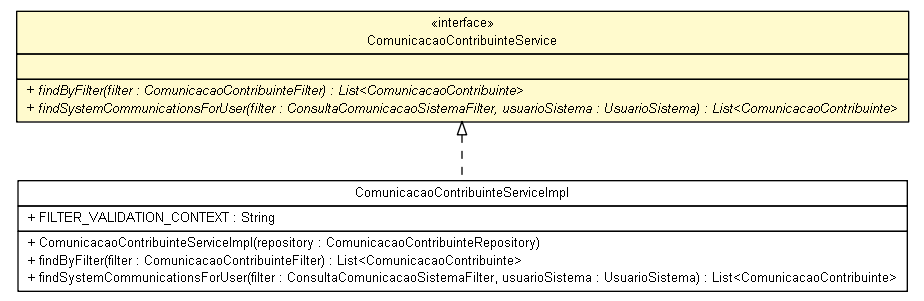 «interface»
ComunicacaoContribuinteService
+ findByFilter(filter : ComunicacaoContribuinteFilter) : List<ComunicacaoContribuinte>
+ findSystemCommunicationsForUser(filter : ConsultaComunicacaoSistemaFilter, usuarioSistema : UsuarioSistema) : List<ComunicacaoContribuinte>
ComunicacaoContribuinteServiceImpl
+ FILTER_VALIDATION_CONTEXT : String
+ ComunicacaoContribuinteServiceImpl(repository : ComunicacaoContribuinteRepository)
+ findByFilter(filter : ComunicacaoContribuinteFilter) : List<ComunicacaoContribuinte>
+ findSystemCommunicationsForUser(filter : ConsultaComunicacaoSistemaFilter, usuarioSistema : UsuarioSistema) : List<ComunicacaoContribuinte>